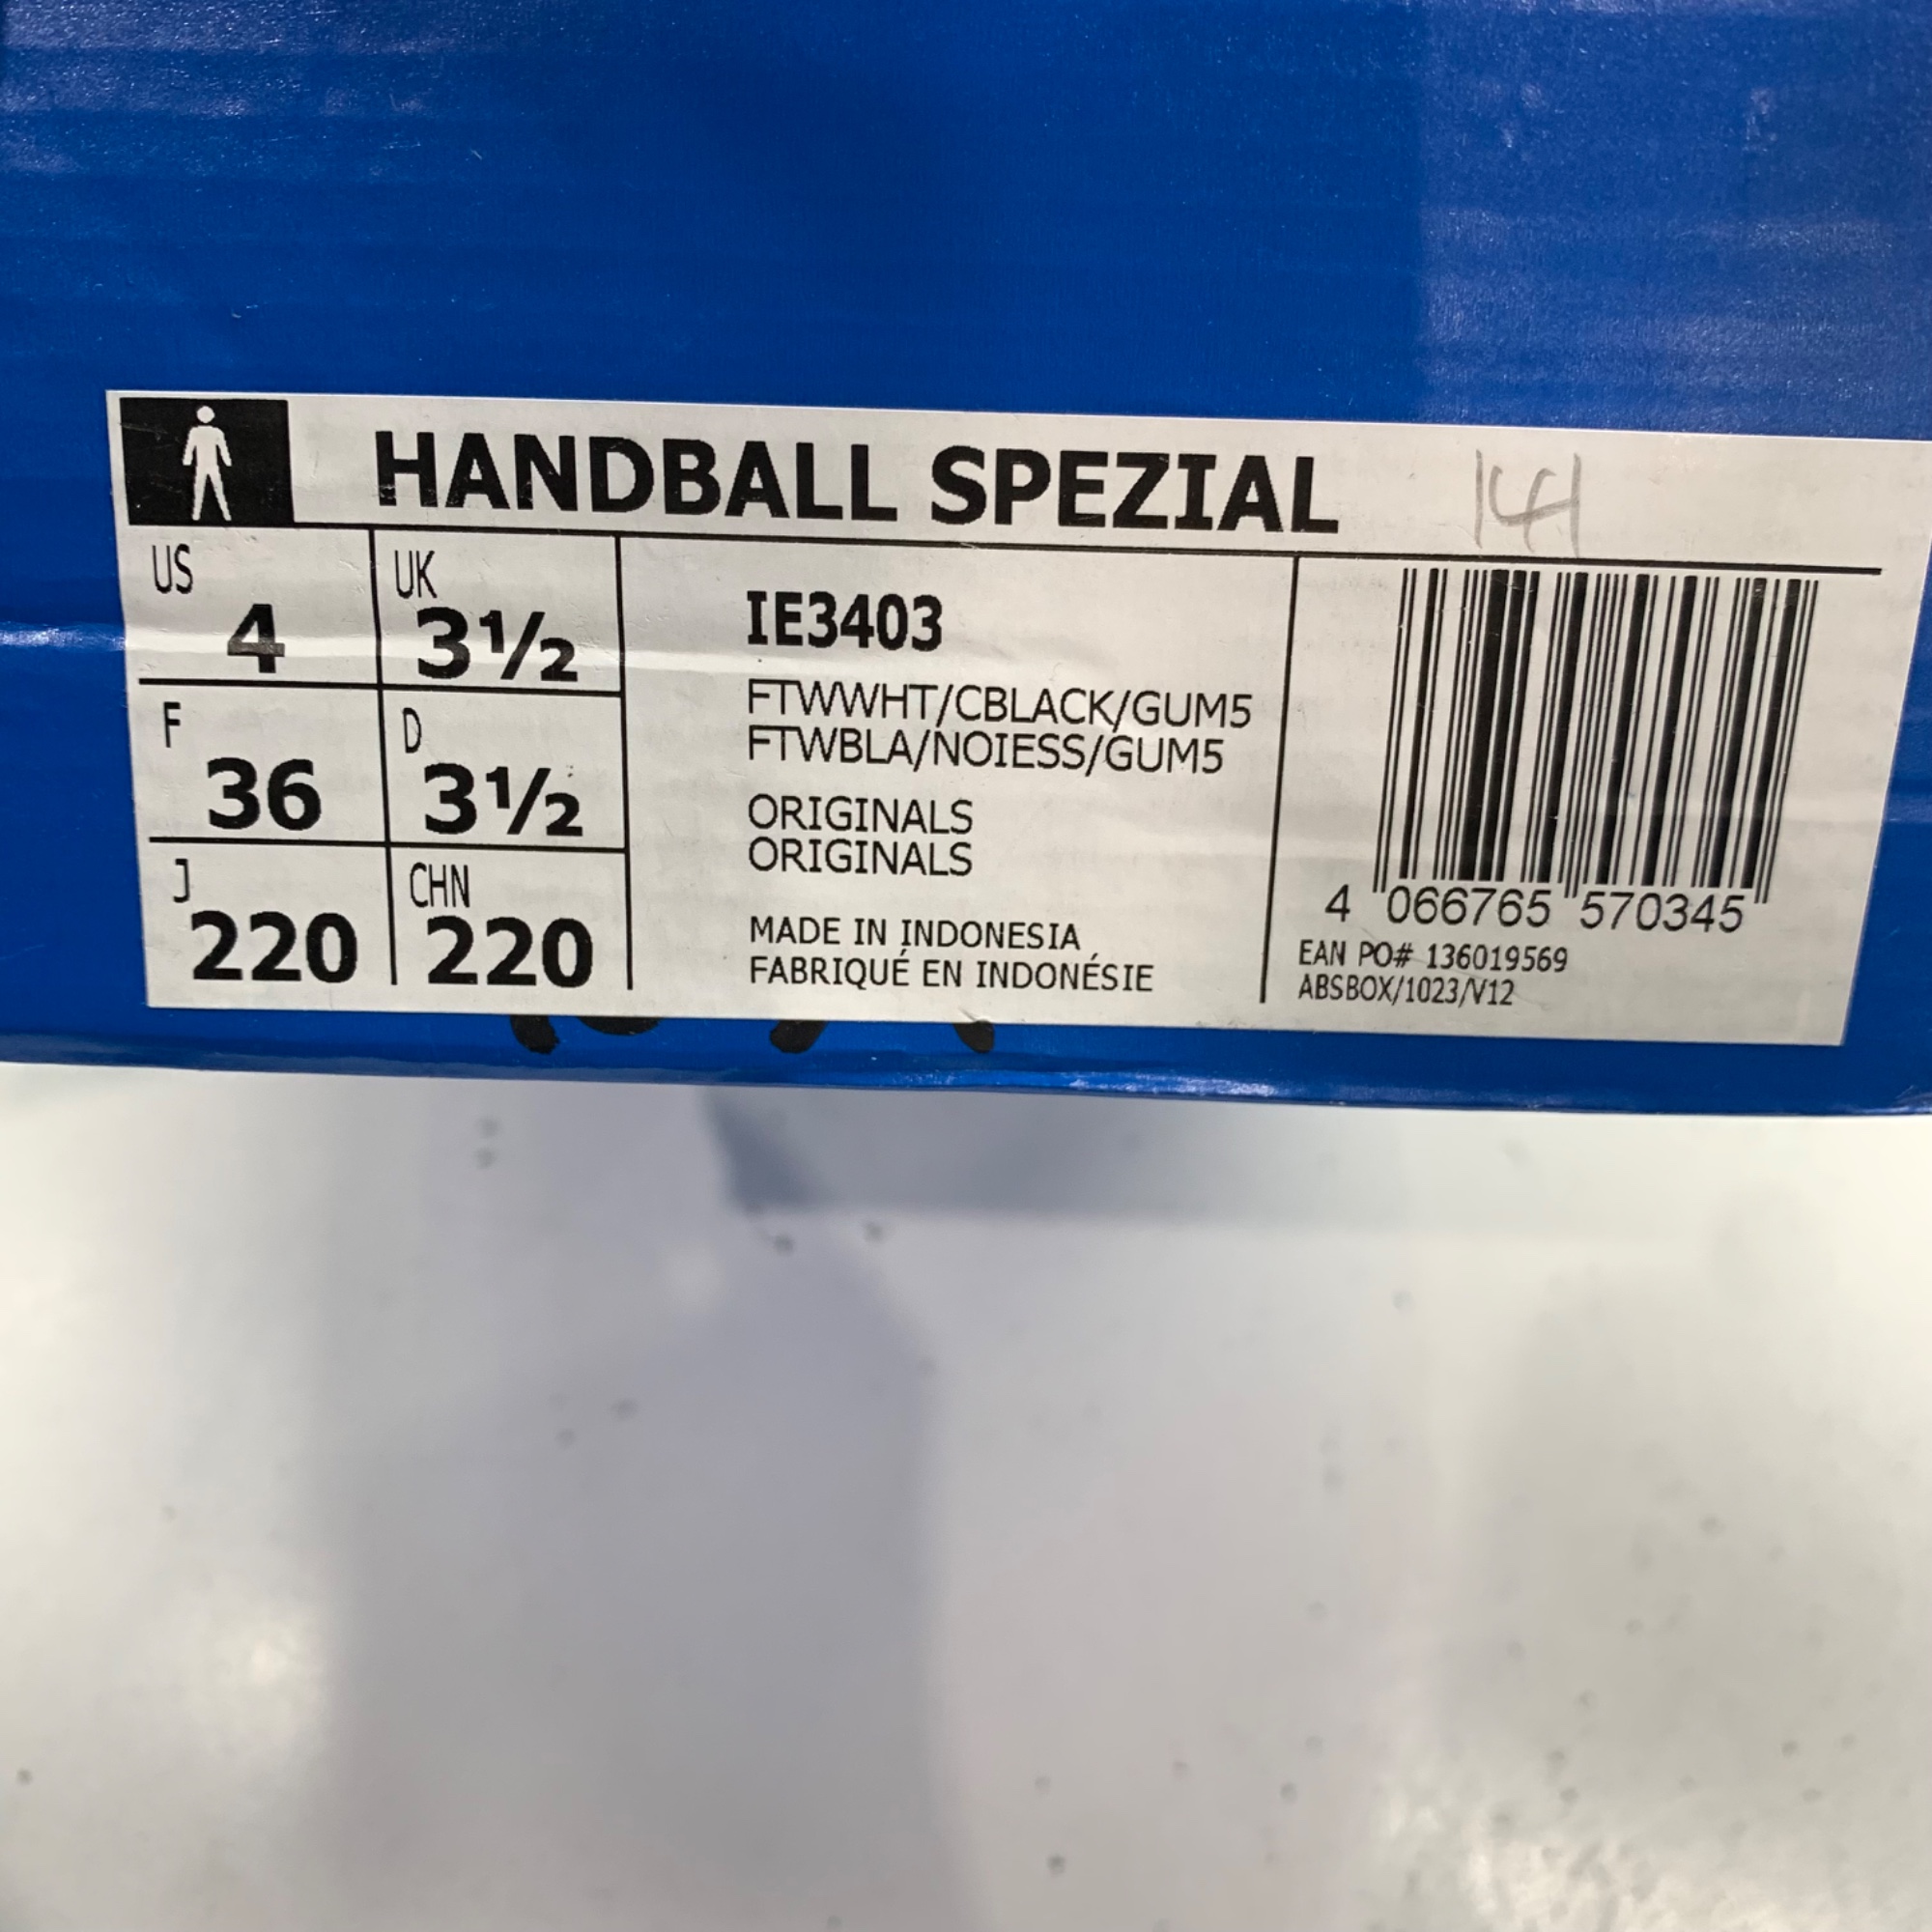 HANDBALL SPEZIAL 141
US 4
UK 3½
F 36
D 3½
J 220
CHN 220
IE3403
FTWWHT/CBLACK/GUM5
FTWBLA/NOIESS/GUM5
ORIGINALS
ORIGINALS
MADE IN INDONESIA
FABRIQUÉ EN INDONÉSIE
4 066765 570345
EAN PO# 136019569
ABSBOX/1023/V12